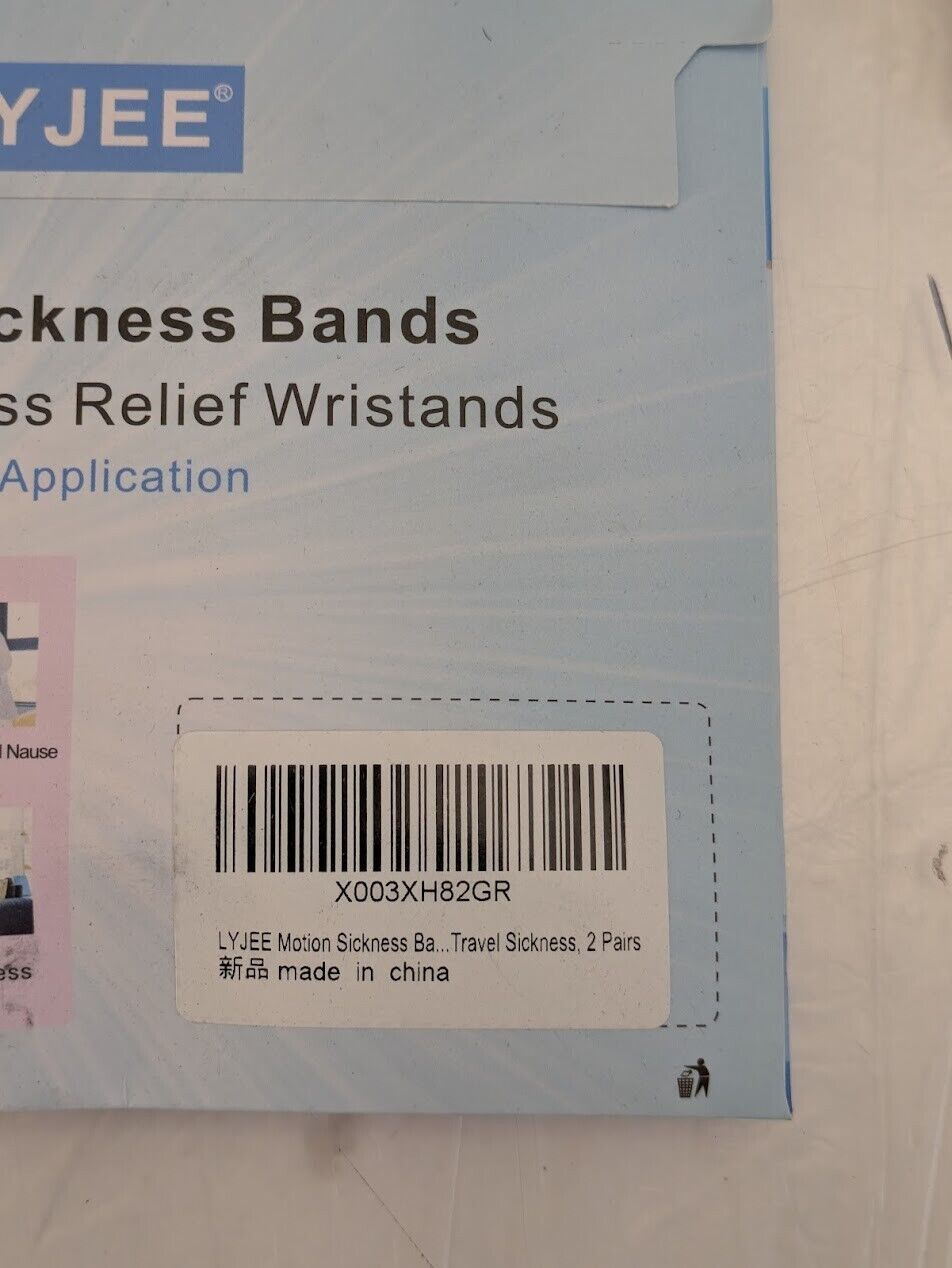 YJEE®
ckness Bands
ss Relief Wristands
Application
l Nause
ess
X003XH82GR
LYJEE Motion Sickness Ba...Travel Sickness, 2 Pairs
新品 made in china